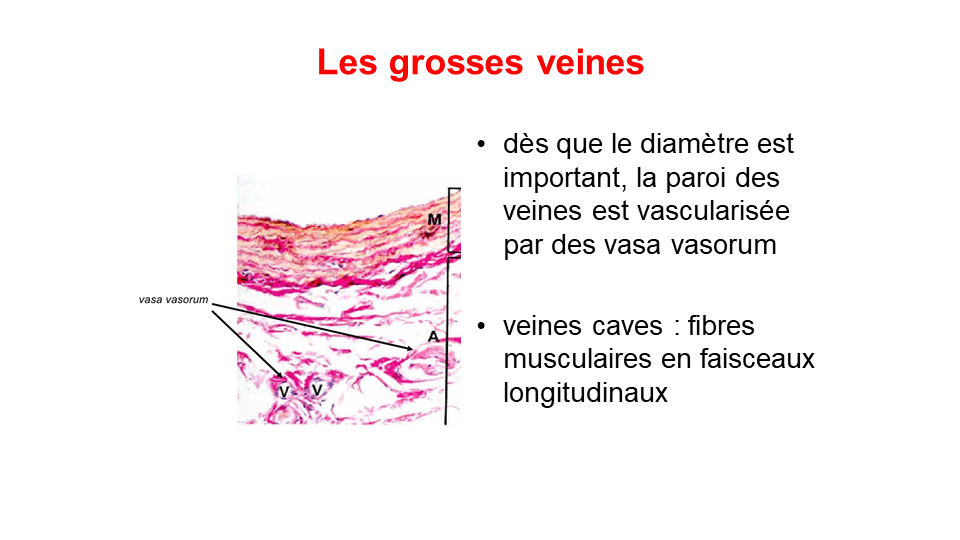 Les grosses veines
• dès que le diamètre est
important, la paroi des
veines est vascularisée
par des vasa vasorum
• veines caves : fibres
musculaires en faisceaux
longitudinaux
M
vasa vasorum
A
V V